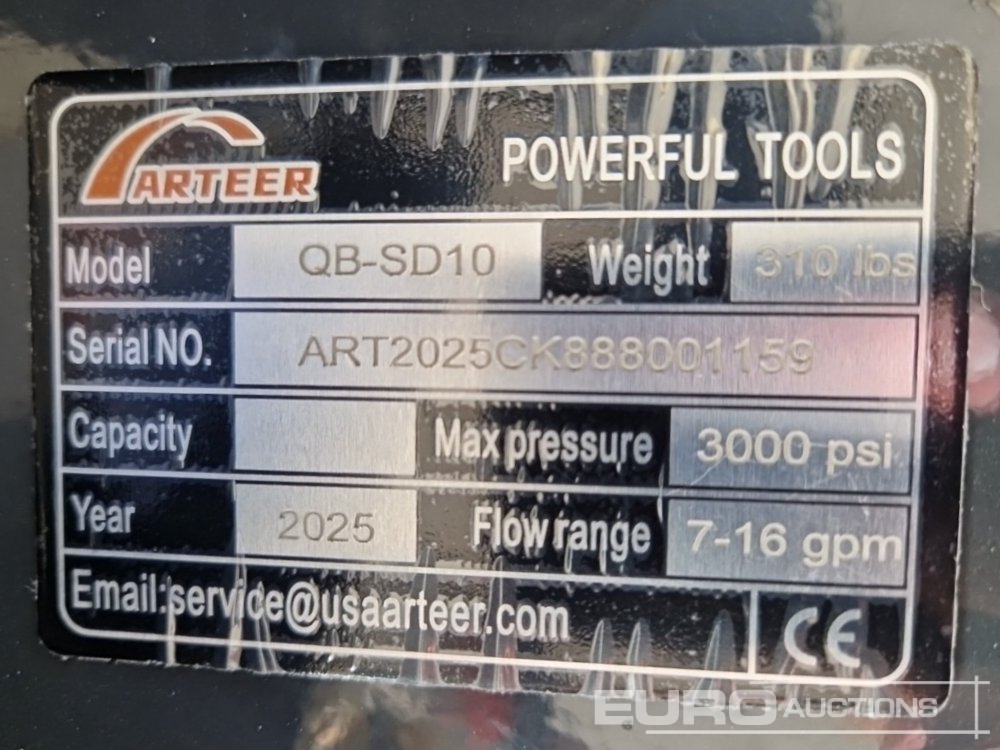 ARTEER POWERFUL TOOLS
Model QB-SD10 Weight 310 lbs
Serial NO. ART2025CK888001159
Capacity Max pressure 3000 psi
Year 2025 Flow range 7-16 gpm
Email:service@usaarteer.com CE
EURO AUCTIONS